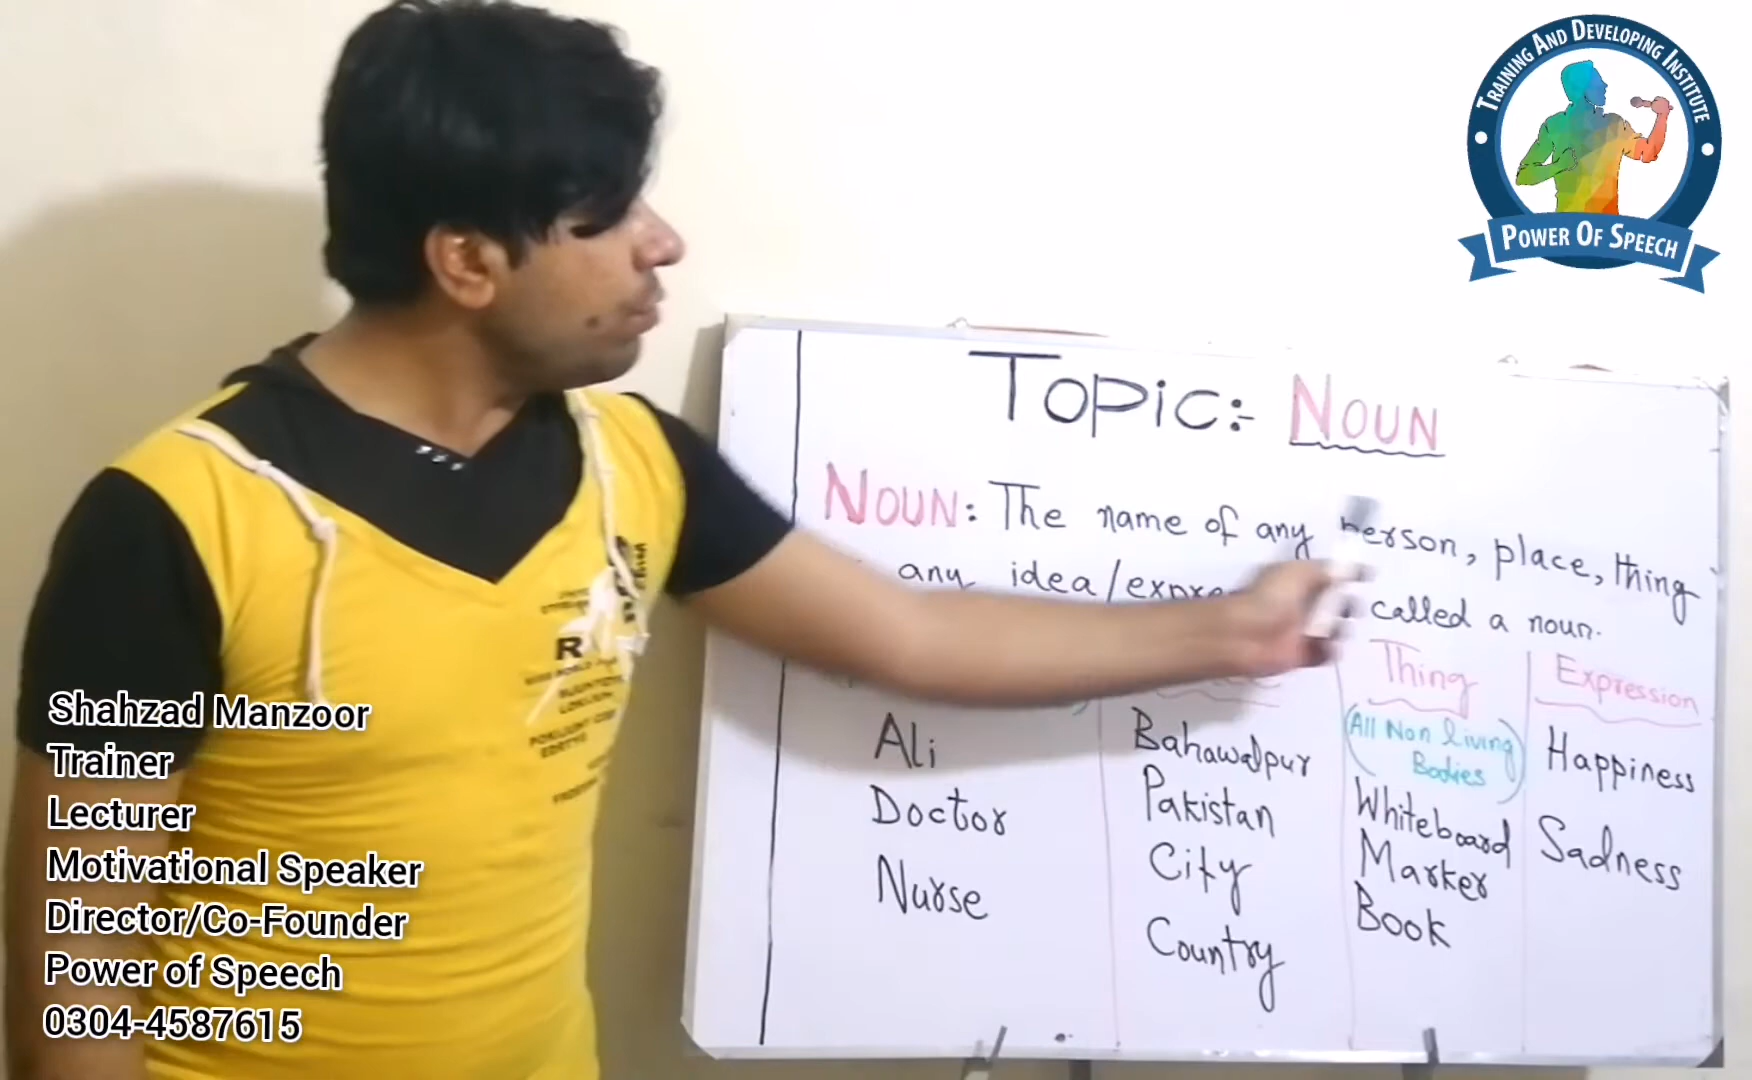 TRAINING AND DEVELOPING INSTITUTE
POWER OF SPEECH
TOPIC:- NOUN
NOUN: The name of any person, place, thing
any idea/expre called a noun.
Thing
Expression
(All Non living
Bodies)
Ali
Doctor
Nurse
Bahawalpur
Pakistan
City
Country
Whiteboard
Marker
Book
Happiness
Sadness
Shahzad Manzoor
Trainer
Lecturer
Motivational Speaker
Director/Co-Founder
Power of Speech
0304-4587615